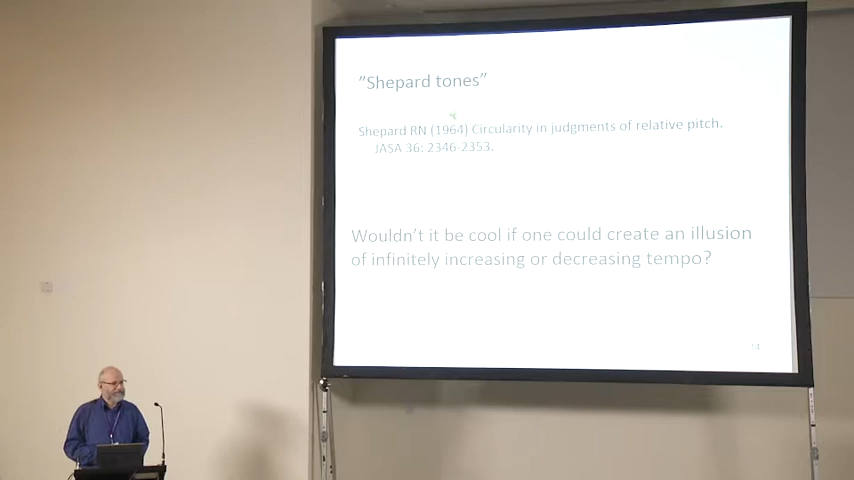 ”Shepard tones”
Shepard RN (1964) Circularity in judgments of relative pitch.
JASA 36: 2346-2353.
Wouldn’t it be cool if one could create an illusion
of infinitely increasing or decreasing tempo?
14